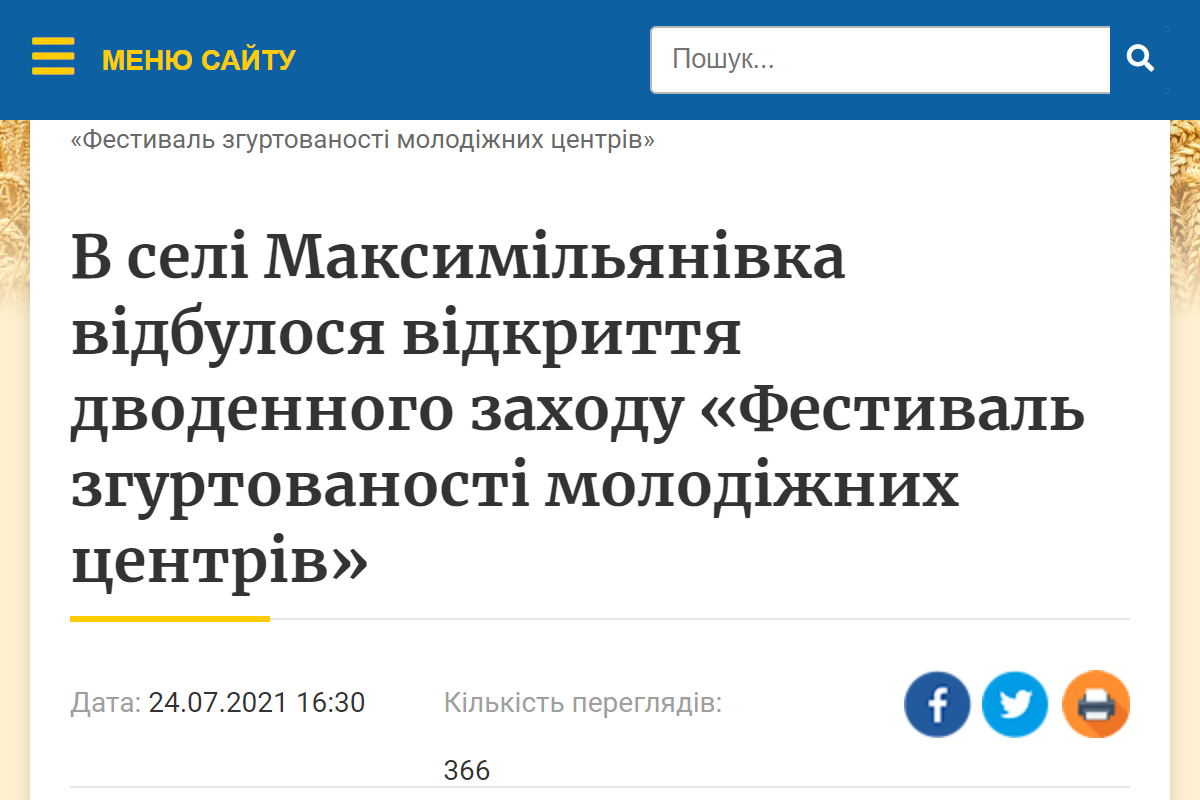 МЕНЮ САЙТУ
Пошук...
«Фестиваль згуртованості молодіжних центрів»
В селі Максимільянівка
відбулося відкриття
дводенного заходу «Фестиваль
згуртованості молодіжних
центрів»
Дата: 24.07.2021 16:30
Кількість переглядів:
366